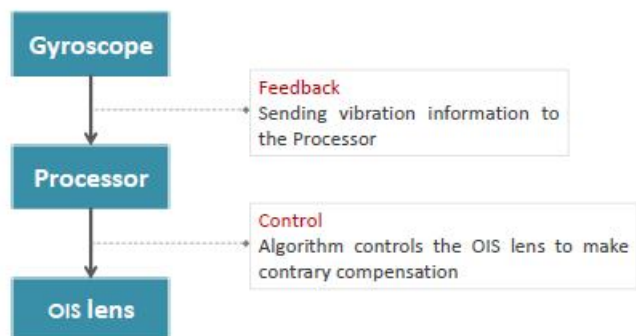 Gyroscope
Feedback
Sending vibration information to
the Processor
Processor
Control
Algorithm controls the OIS lens to make
contrary compensation
OIS lens